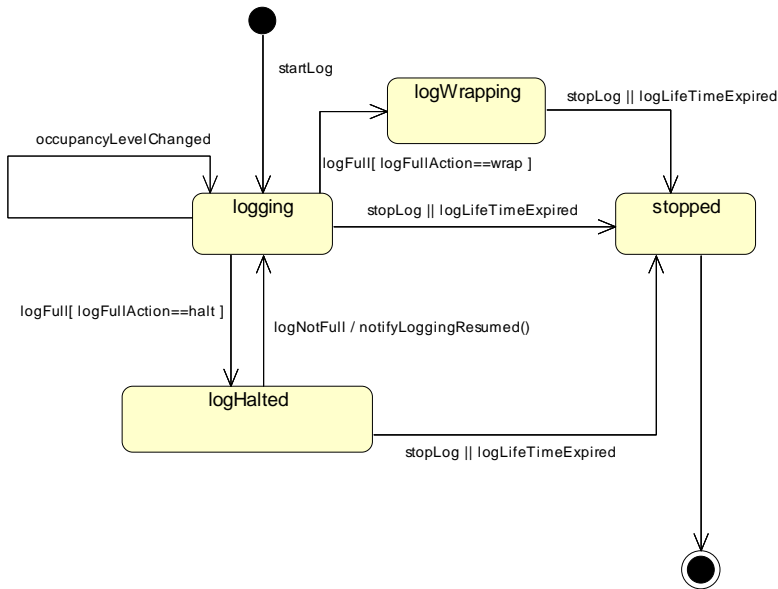 startLog
logWrapping
stopLog || logLifeTimeExpired
occupancyLevelChanged
logFull[ logFullAction==wrap ]
logging
stopLog || logLifeTimeExpired
stopped
logFull[ logFullAction==halt ]
logNotFull / notifyLoggingResumed()
logHalted
stopLog || logLifeTimeExpired